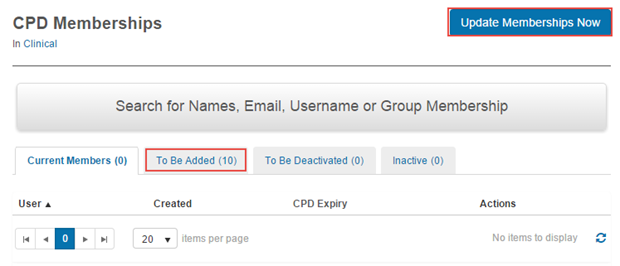 CPD Memberships
Update Memberships Now
In Clinical
Search for Names, Email, Username or Group Membership
Current Members (0) To Be Added (10) To Be Deactivated (0) Inactive (0)
User ▲ Created CPD Expiry Actions
0 20 ▼ items per page No items to display